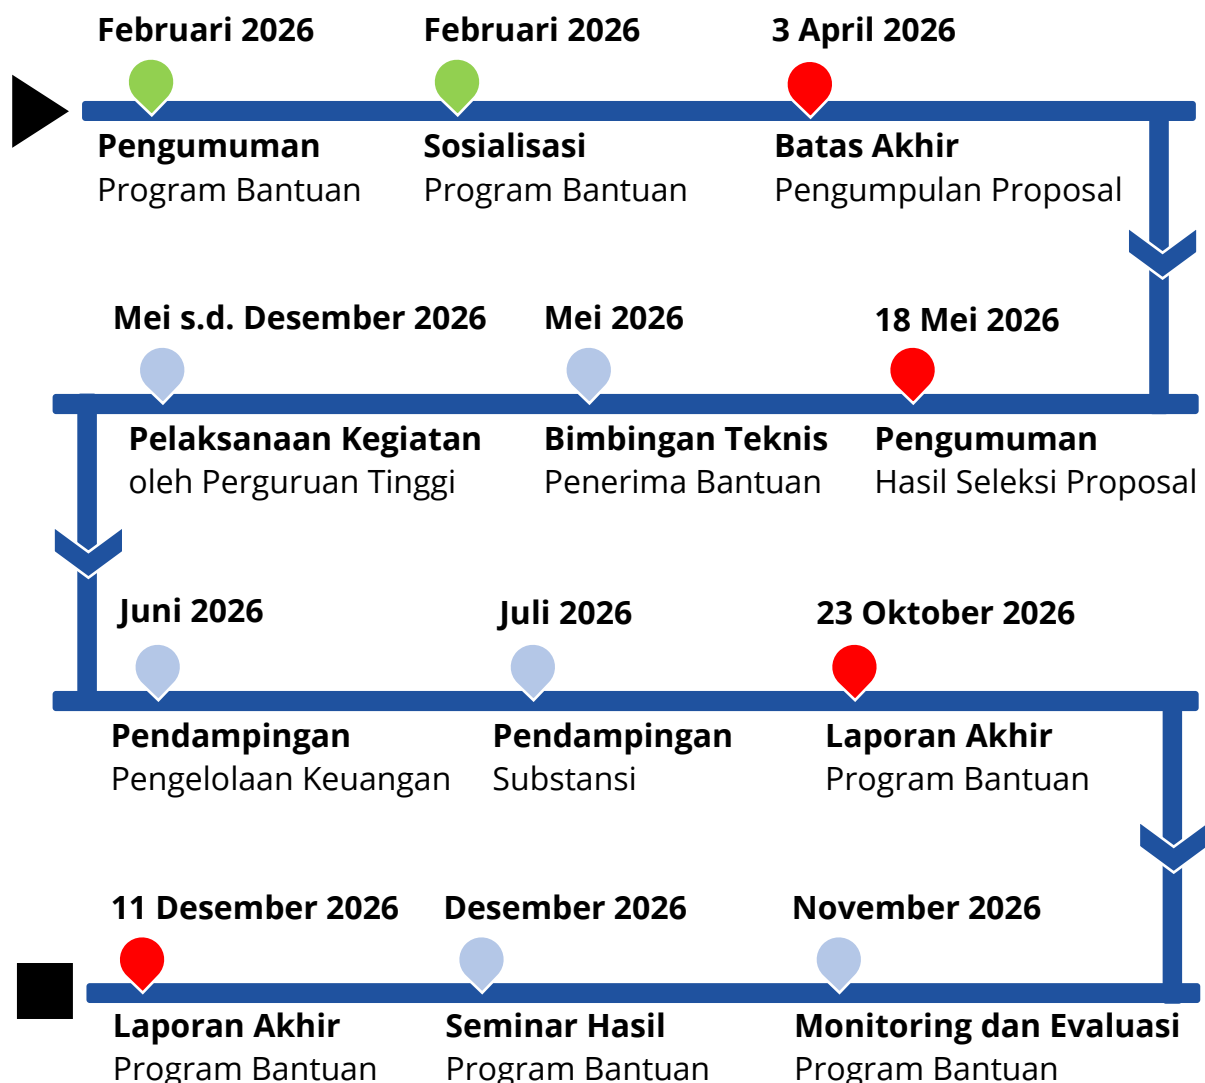 Februari 2026
Pengumuman
Program Bantuan
Februari 2026
Sosialisasi
Program Bantuan
3 April 2026
Batas Akhir
Pengumpulan Proposal
Mei s.d. Desember 2026
Pelaksanaan Kegiatan
oleh Perguruan Tinggi
Mei 2026
Bimbingan Teknis
Penerima Bantuan
18 Mei 2026
Pengumuman
Hasil Seleksi Proposal
Juni 2026
Pendampingan
Pengelolaan Keuangan
Juli 2026
Pendampingan
Substansi
23 Oktober 2026
Laporan Akhir
Program Bantuan
11 Desember 2026
Laporan Akhir
Program Bantuan
Desember 2026
Seminar Hasil
Program Bantuan
November 2026
Monitoring dan Evaluasi
Program Bantuan